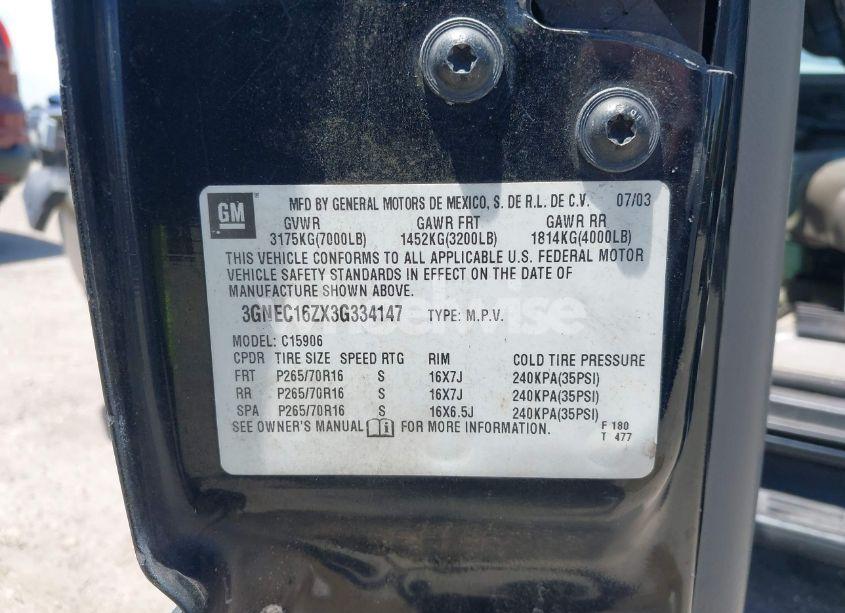 GM
MFD BY GENERAL MOTORS DE MEXICO, S. DE R.L. DE C.V. 07/03
GVWR GAWR FRT GAWR RR
3175KG(7000LB) 1452KG(3200LB) 1814KG(4000LB)
THIS VEHICLE CONFORMS TO ALL APPLICABLE U.S. FEDERAL MOTOR
VEHICLE SAFETY STANDARDS IN EFFECT ON THE DATE OF
MANUFACTURE SHOWN ABOVE.
3GNEC16ZX3G334147 TYPE: M.P.V.
wheelwise
MODEL: C15906
CPDR TIRE SIZE SPEED RTG RIM COLD TIRE PRESSURE
FRT P265/70R16 S 16X7J 240KPA(35PSI)
RR P265/70R16 S 16X7J 240KPA(35PSI)
SPA P265/70R16 S 16X6.5J 240KPA(35PSI)
SEE OWNER'S MANUAL FOR MORE INFORMATION.
F 180
T 477